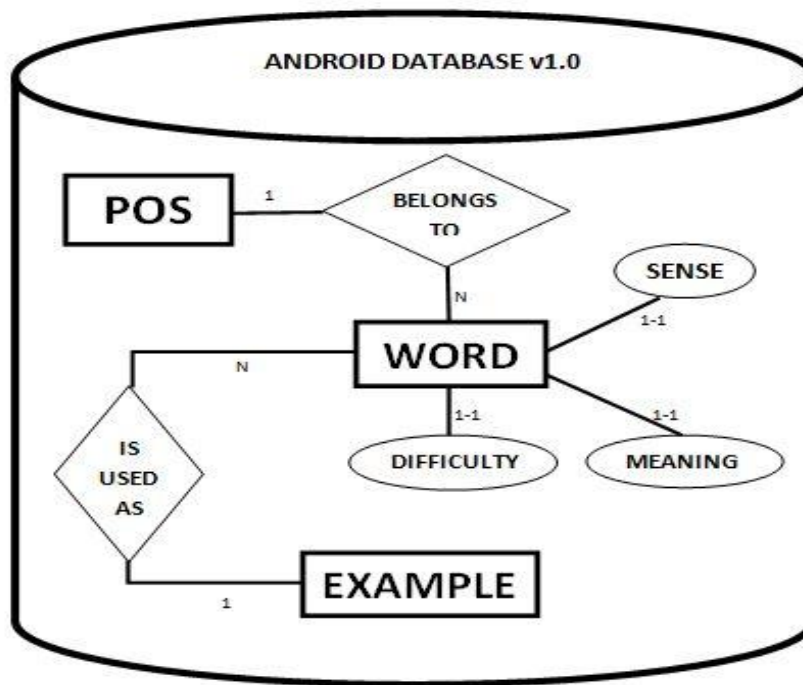 ANDROID DATABASE v1.0
POS
1
BELONGS
TO
SENSE
N
1-1
WORD
N
1-1
1-1
IS
USED
AS
DIFFICULTY
MEANING
EXAMPLE
1